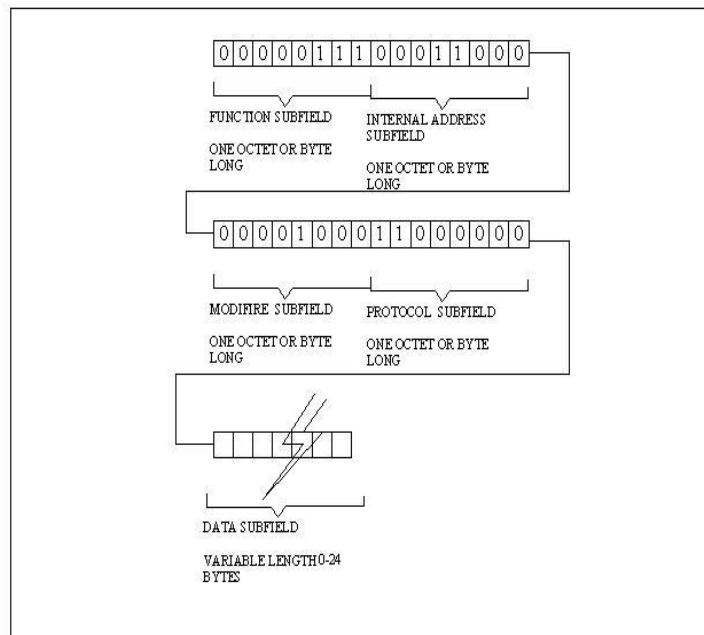 0 0 0 0 0 1 1 1 0 0 0 1 1 0 0 0
FUNCTION SUBFIELD
ONE OCTET OR BYTE
LONG
INTERNAL ADDRESS
SUBFIELD
ONE OCTET OR BYTE
LONG
0 0 0 0 1 0 0 0 1 1 0 0 0 0 0 0
MODIFIRE SUBFIELD
ONE OCTET OR BYTE
LONG
PROTOCOL SUBFIELD
ONE OCTET OR BYTE
LONG
DATA SUBFIELD
VARIABLE LENGTH 0-24
BYTES